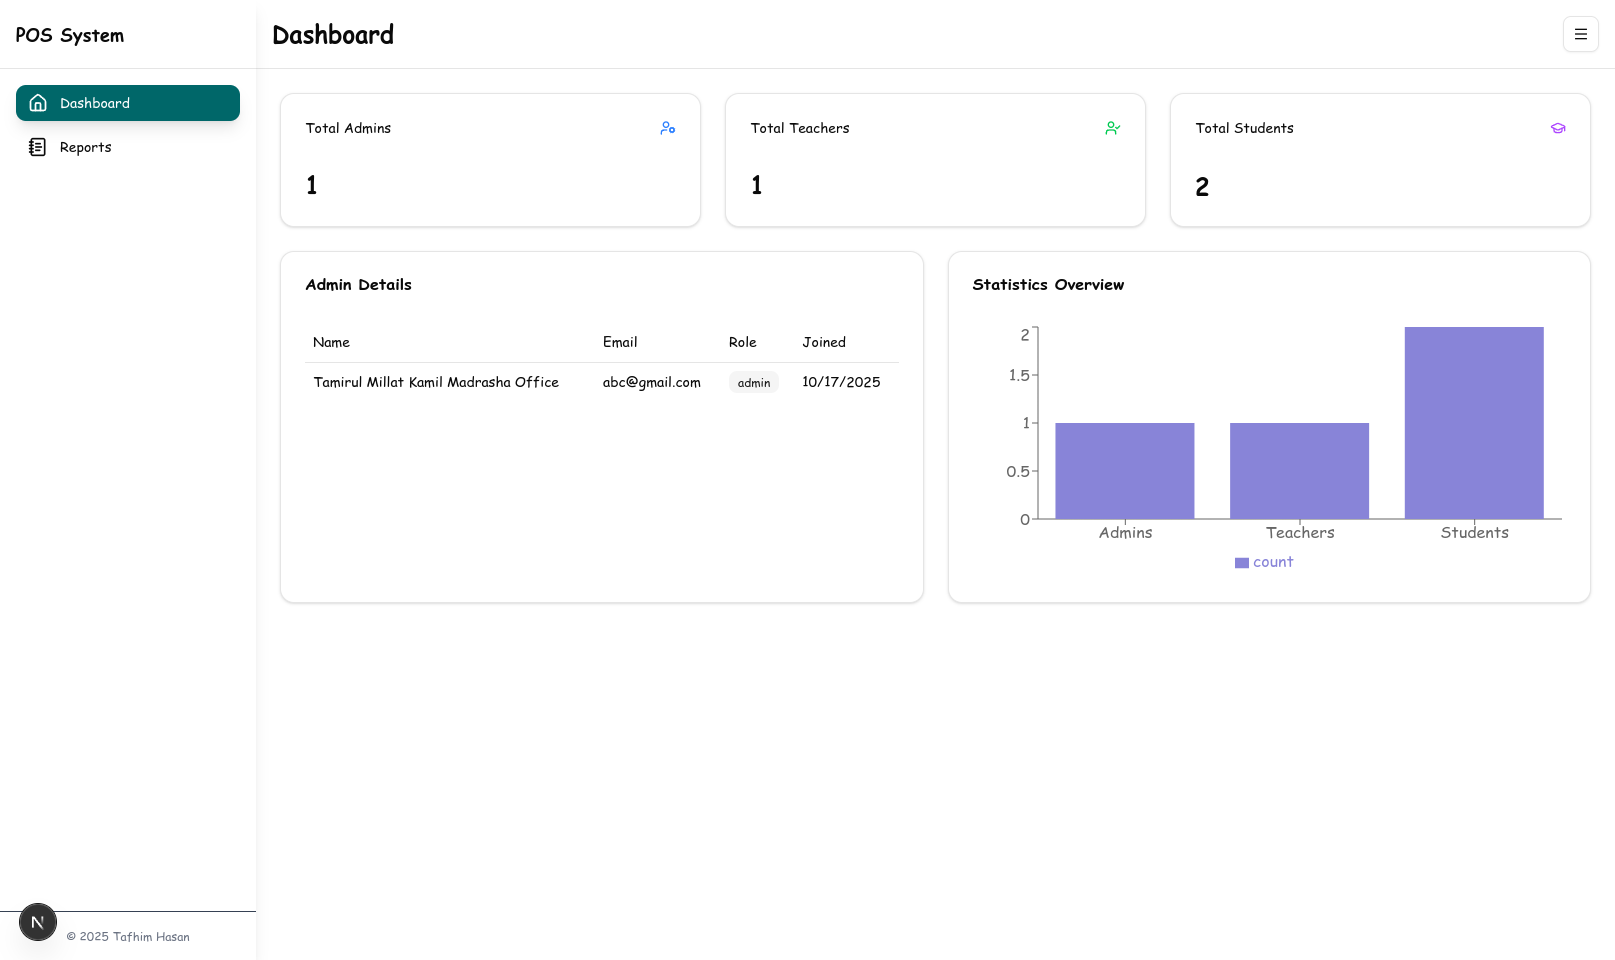 POS System
Dashboard
Dashboard
Reports
Total Admins
1
Total Teachers
1
Total Students
2
Admin Details
Name Email Role Joined
Tamirul Millat Kamil Madrasha Office abc@gmail.com admin 10/17/2025
Statistics Overview
2
1.5
1
0.5
0
Admins Teachers Students
count
N
© 2025 Tafhim Hasan